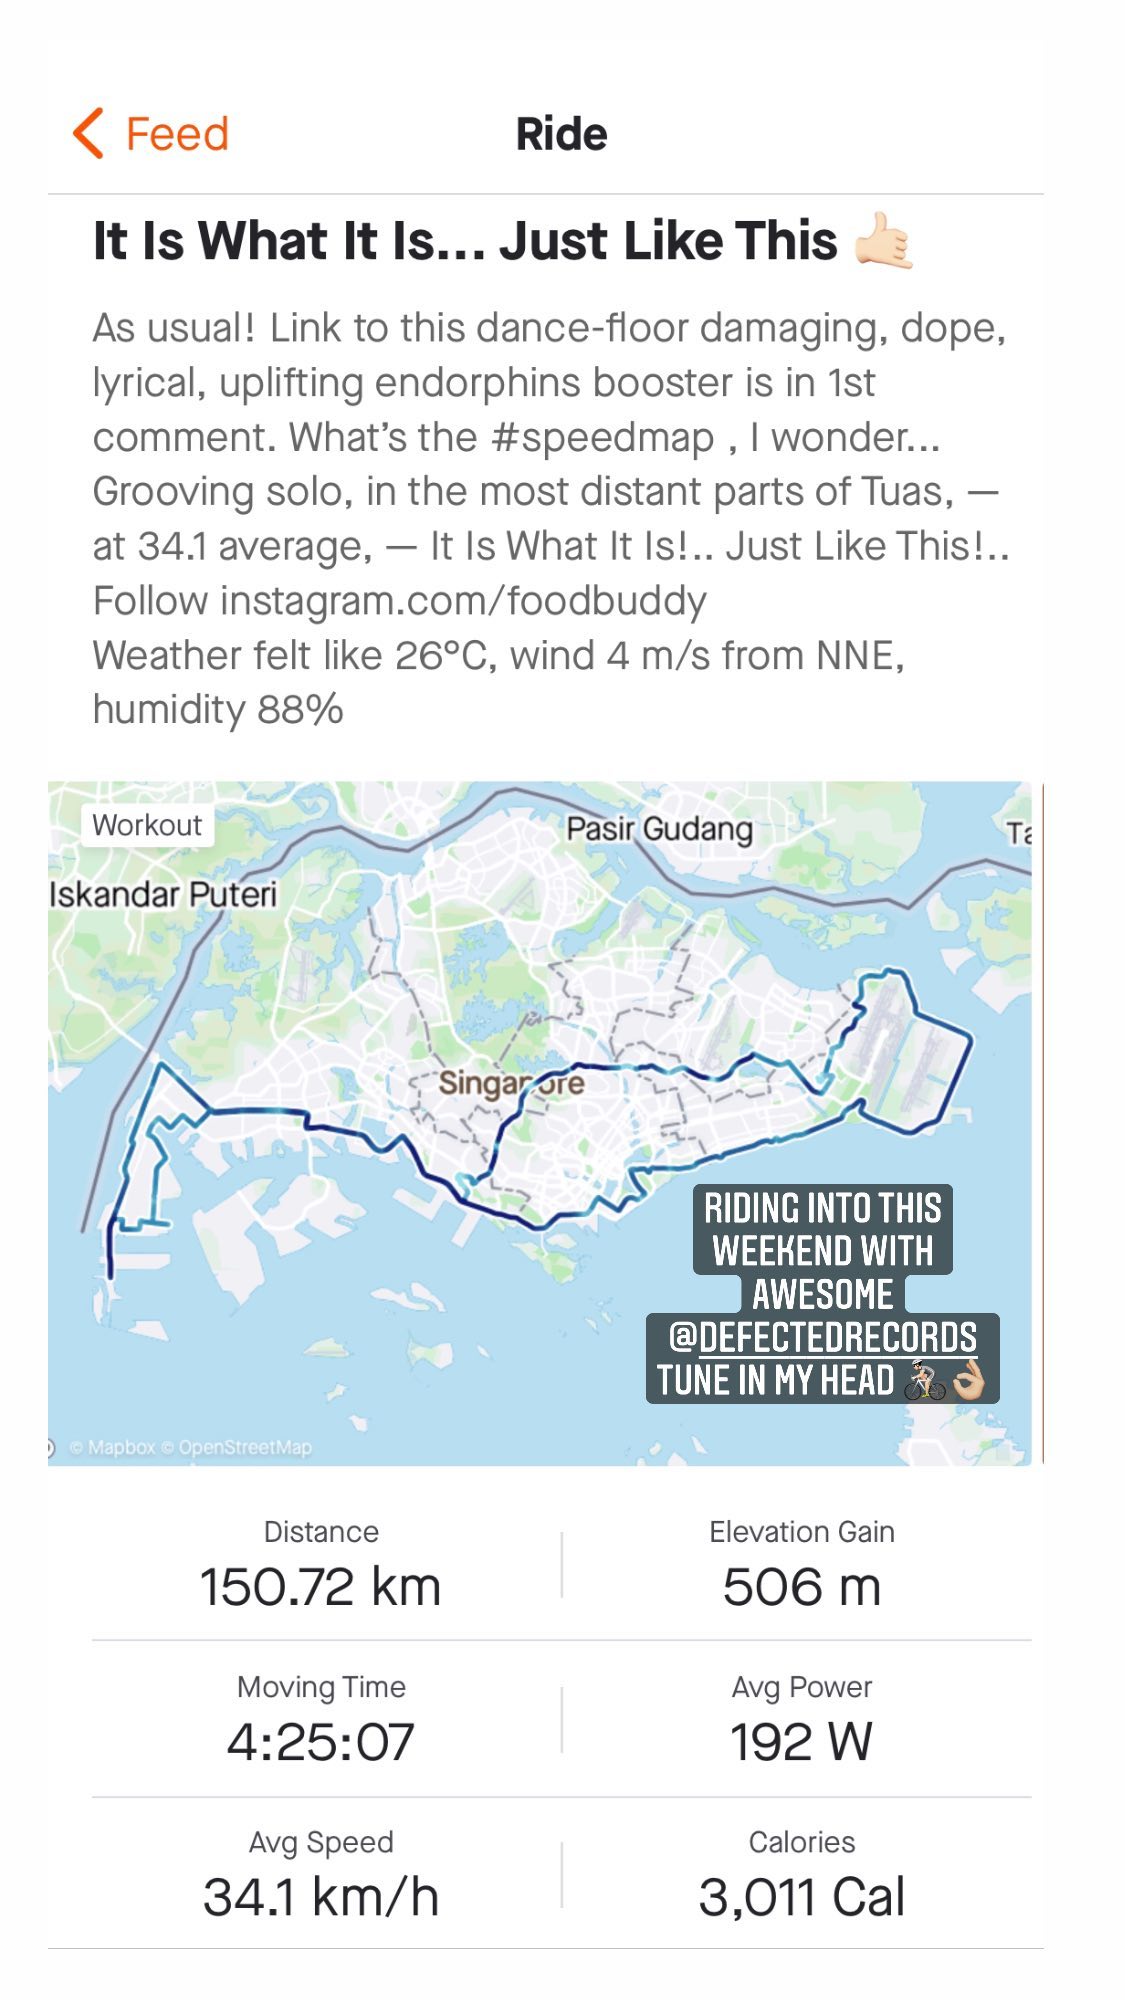 Feed
Ride
It Is What It Is... Just Like This 🤙🏻
As usual! Link to this dance-floor damaging, dope,
lyrical, uplifting endorphins booster is in 1st
comment. What’s the #speedmap , I wonder...
Grooving solo, in the most distant parts of Tuas, —
at 34.1 average, — It Is What It Is!.. Just Like This!..
Follow instagram.com/foodbuddy
Weather felt like 26°C, wind 4 m/s from NNE,
humidity 88%
Workout
Pasir Gudang
Iskandar Puteri
Singapore
RIDING INTO THIS
WEEKEND WITH
AWESOME
@DEFECTEDRECORDS
TUNE IN MY HEAD 🚴🏻👌🏼
© Mapbox © OpenStreetMap
Distance
150.72 km
Elevation Gain
506 m
Moving Time
4:25:07
Avg Power
192 W
Avg Speed
34.1 km/h
Calories
3,011 Cal